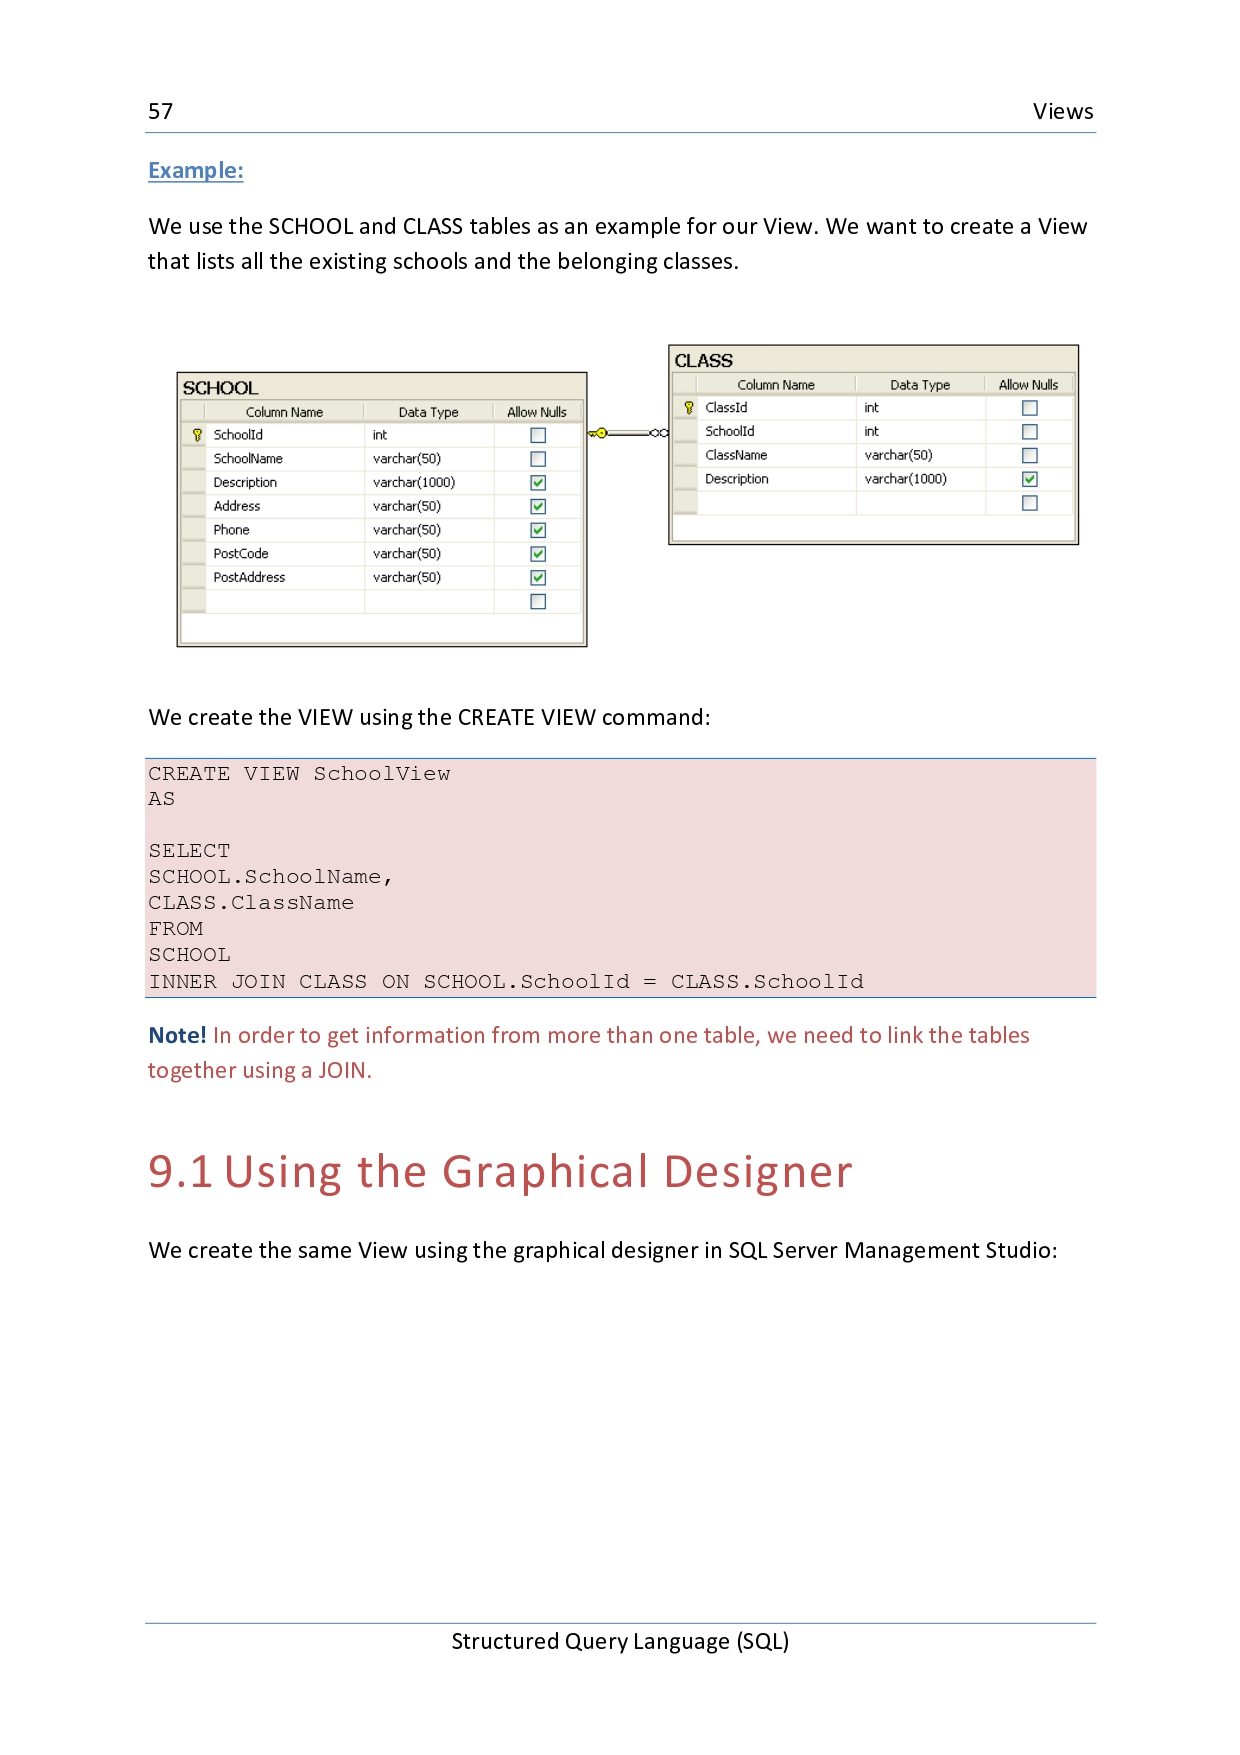 57 Views
Example:
We use the SCHOOL and CLASS tables as an example for our View. We want to create a View
that lists all the existing schools and the belonging classes.
SCHOOL
Column Name Data Type Allow Nulls
SchoolId int
SchoolName varchar(50)
Description varchar(1000)
Address varchar(50)
Phone varchar(50)
PostCode varchar(50)
PostAddress varchar(50)
CLASS
Column Name Data Type Allow Nulls
ClassId int
SchoolId int
ClassName varchar(50)
Description varchar(1000)
We create the VIEW using the CREATE VIEW command:
CREATE VIEW SchoolView
AS
SELECT
SCHOOL.SchoolName,
CLASS.ClassName
FROM
SCHOOL
INNER JOIN CLASS ON SCHOOL.SchoolId = CLASS.SchoolId
Note! In order to get information from more than one table, we need to link the tables
together using a JOIN.
9.1 Using the Graphical Designer
We create the same View using the graphical designer in SQL Server Management Studio:
Structured Query Language (SQL)